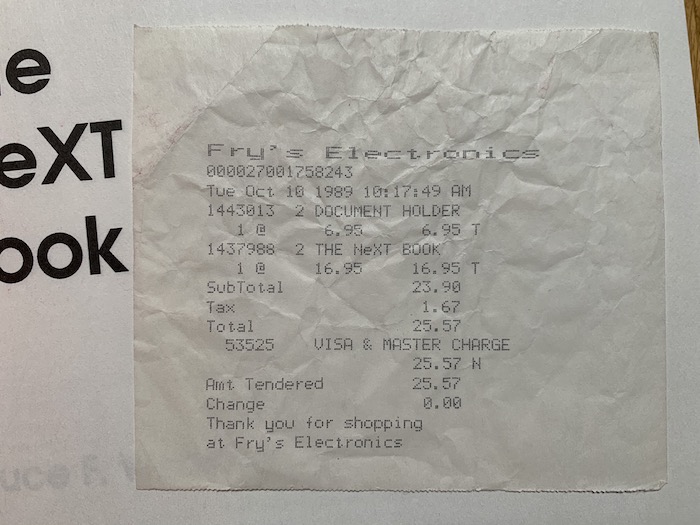 e
eXT
ook
uce F.
Fry's Electronics
000027001758243
Tue Oct 10 1989 10:17:49 AM
1443013 2 DOCUMENT HOLDER
1 @ 6.95 6.95 T
1437988 2 THE NeXT BOOK
1 @ 16.95 16.95 T
SubTotal 23.90
Tax 1.67
Total 25.57
53525 VISA & MASTER CHARGE
25.57 N
Amt Tendered 25.57
Change 0.00
Thank you for shopping
at Fry's Electronics